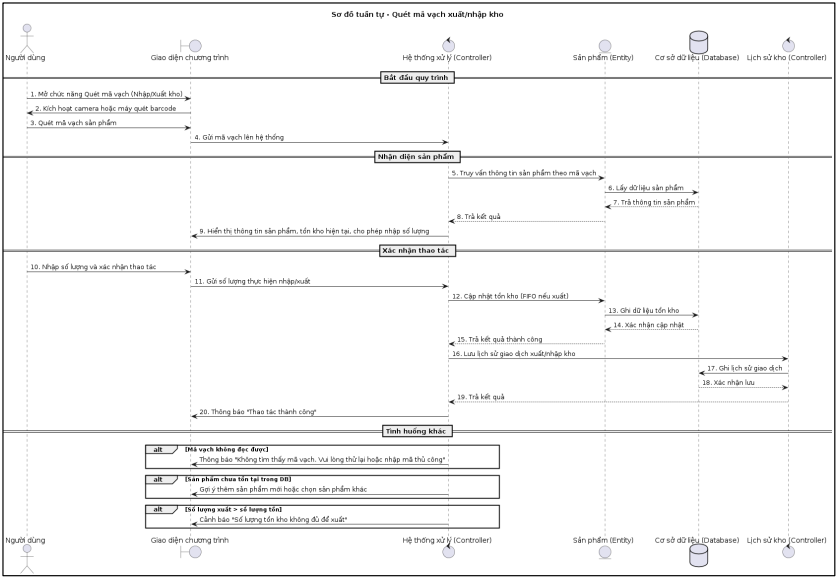 Sơ đồ tuần tự - Quét mã vạch xuất/nhập kho
Người dùng
Giao diện chương trình
Hệ thống xử lý (Controller)
Sản phẩm (Entity)
Cơ sở dữ liệu (Database)
Lịch sử kho (Controller)
Bắt đầu quy trình
1. Mở chức năng Quét mã vạch (Nhập/Xuất kho)
2. Kích hoạt camera hoặc máy quét barcode
3. Quét mã vạch sản phẩm
4. Gửi mã vạch lên hệ thống
Nhận diện sản phẩm
5. Truy vấn thông tin sản phẩm theo mã vạch
6. Lấy dữ liệu sản phẩm
7. Trả thông tin sản phẩm
8. Trả kết quả
9. Hiển thị thông tin sản phẩm, tồn kho hiện tại, cho phép nhập số lượng
Xác nhận thao tác
10. Nhập số lượng và xác nhận thao tác
11. Gửi số lượng thực hiện nhập/xuất
12. Cập nhật tồn kho (FIFO nếu xuất)
13. Ghi dữ liệu tồn kho
14. Xác nhận cập nhật
15. Trả kết quả thành công
16. Lưu lịch sử giao dịch xuất/nhập kho
17. Ghi lịch sử giao dịch
18. Xác nhận lưu
19. Trả kết quả
20. Thông báo "Thao tác thành công"
Tình huống khác
alt [Mã vạch không đọc được]
Thông báo "Không tìm thấy mã vạch. Vui lòng thử lại hoặc nhập mã thủ công"
alt [Sản phẩm chưa tồn tại trong DB]
Gợi ý thêm sản phẩm mới hoặc chọn sản phẩm khác
alt [Số lượng xuất > số lượng tồn]
Cảnh báo "Số lượng tồn kho không đủ để xuất"
Người dùng
Giao diện chương trình
Hệ thống xử lý (Controller)
Sản phẩm (Entity)
Cơ sở dữ liệu (Database)
Lịch sử kho (Controller)